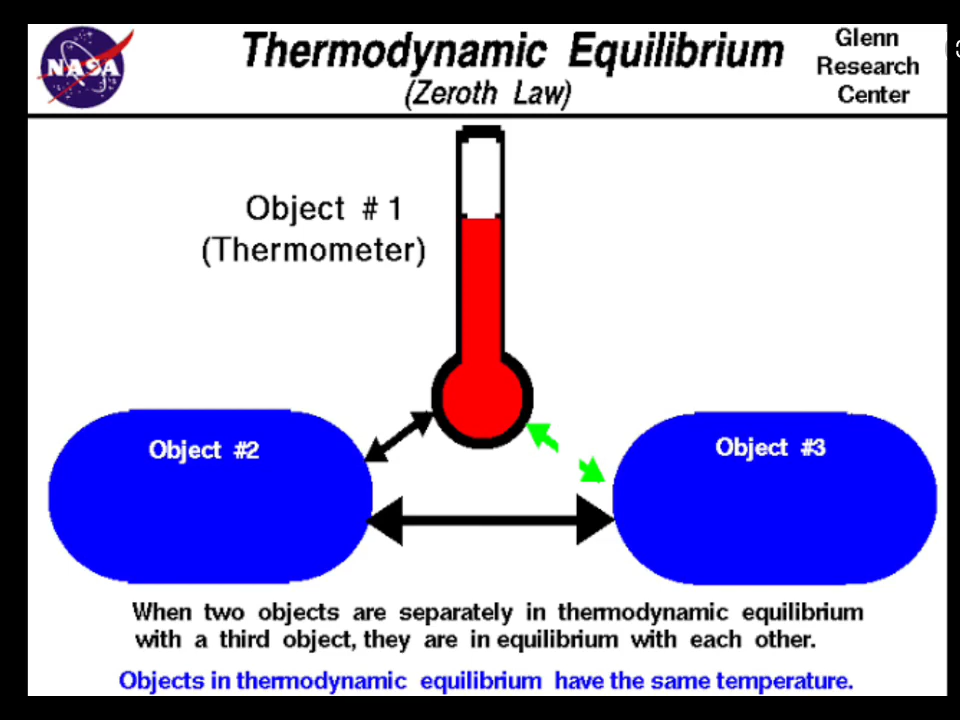 NASA
Thermodynamic Equilibrium
(Zeroth Law)
Glenn
Research
Center
Object # 1
(Thermometer)
Object #2
Object #3
When two objects are separately in thermodynamic equilibrium
with a third object, they are in equilibrium with each other.
Objects in thermodynamic equilibrium have the same temperature.